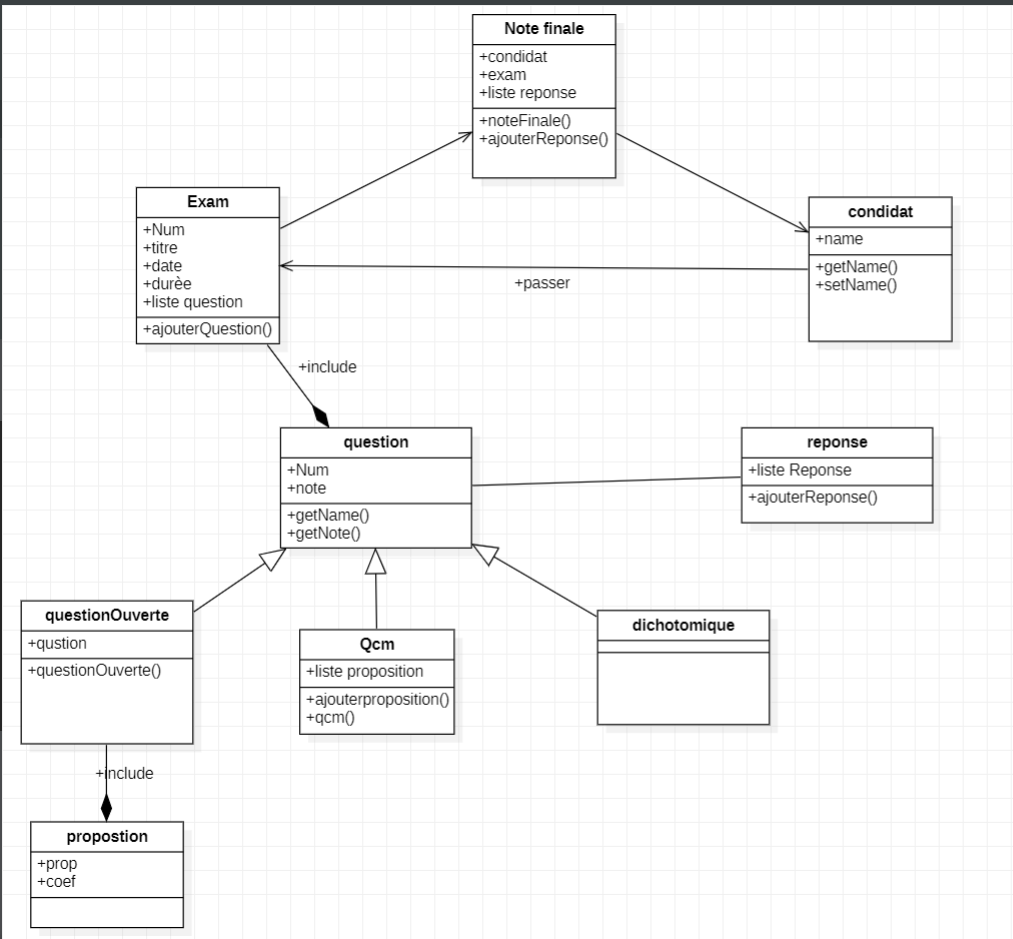 Note finale
+condidat
+exam
+liste reponse
+noteFinale()
+ajouterReponse()
Exam
+Num
+titre
+date
+durèe
+liste question
+ajouterQuestion()
condidat
+name
+getName()
+setName()
+passer
+include
question
+Num
+note
+getName()
+getNote()
reponse
+liste Reponse
+ajouterReponse()
questionOuverte
+qustion
+questionOuverte()
Qcm
+liste proposition
+ajouterproposition()
+qcm()
dichotomique
+include
propostion
+prop
+coef